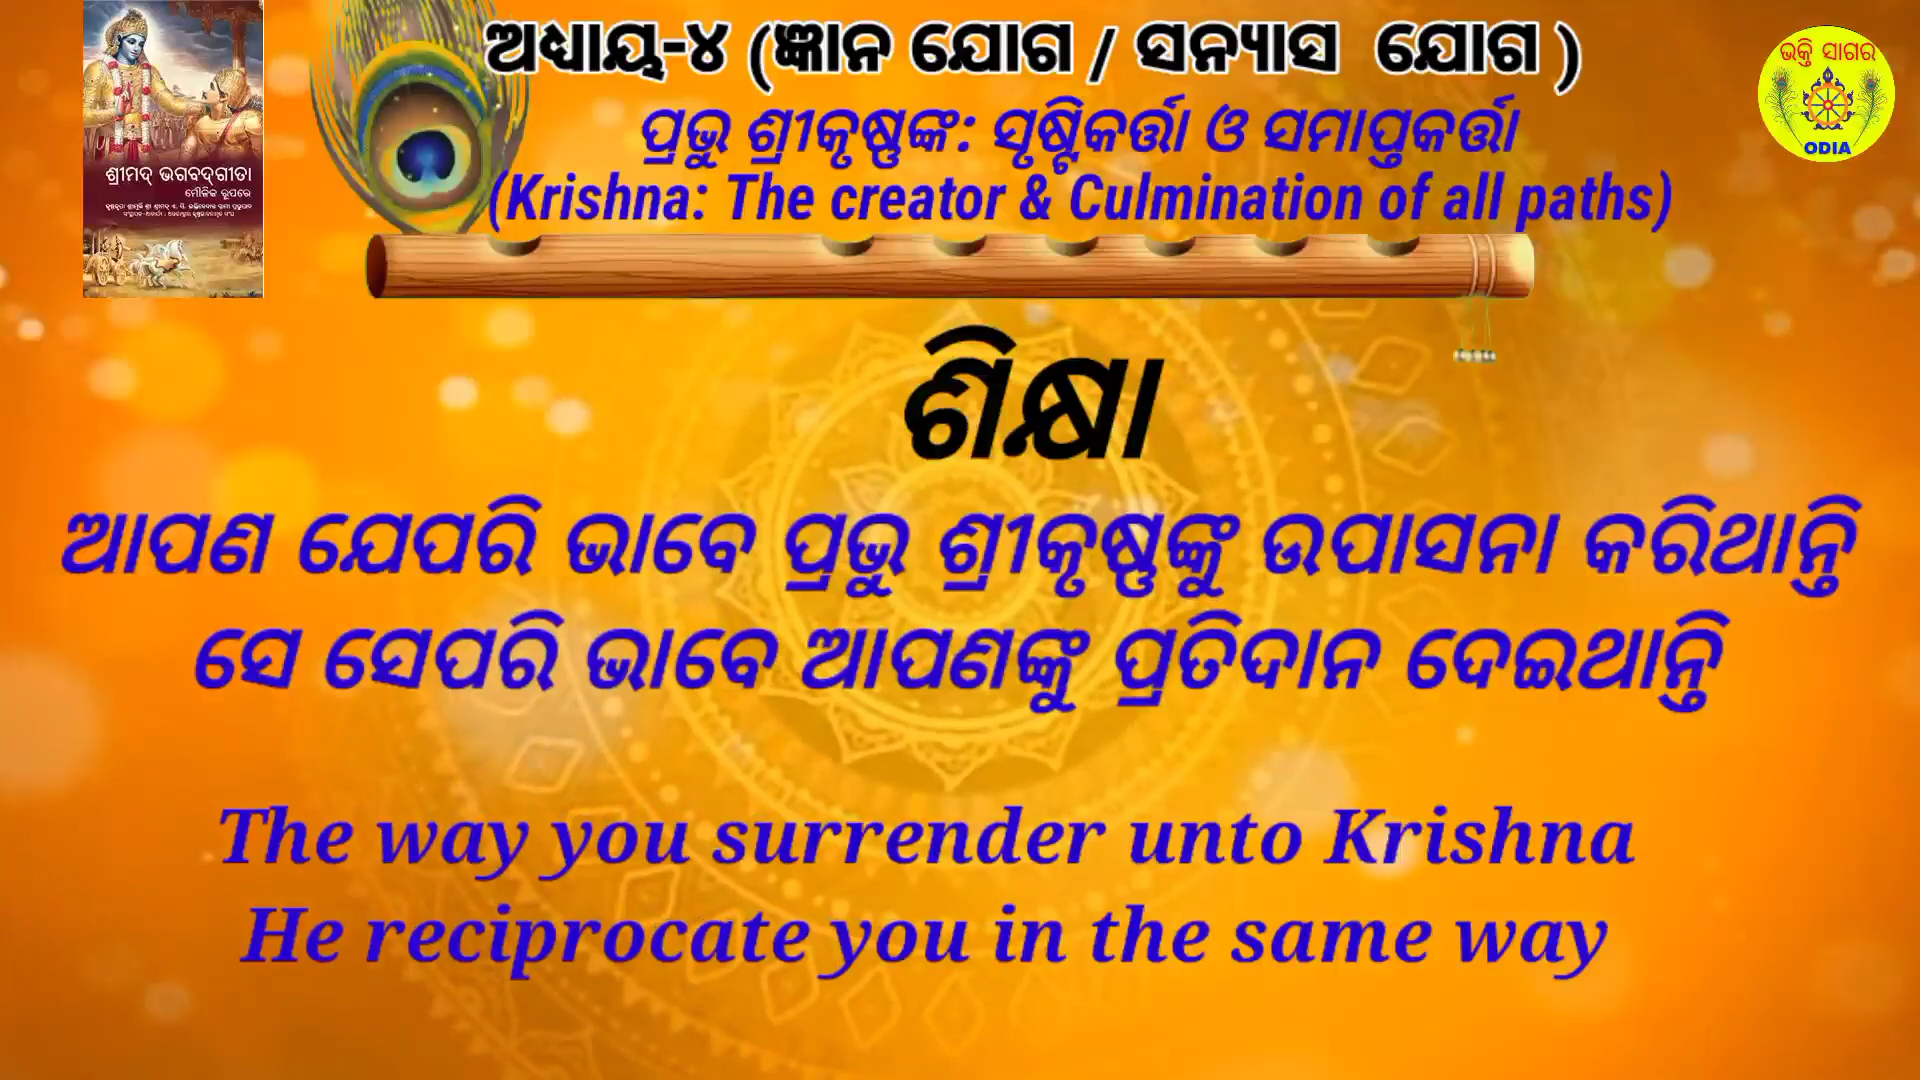 ଅଧ୍ୟାୟ-୪ (ଜ୍ଞାନ ଯୋଗ / ସନ୍ୟାସ ଯୋଗ )
ପ୍ରଭୁ ଶ୍ରୀକୃଷ୍ଣଙ୍କ: ସୃଷ୍ଟିକର୍ତ୍ତା ଓ ସମାପ୍ତକର୍ତ୍ତା
(Krishna: The creator & Culmination of all paths)
ଭକ୍ତି ସାଗର
ODIA
ଶ୍ରୀମଦ୍ ଭଗବଦ୍‌ଗୀତା
ମୌଳିକ ରୂପରେ
ଶିକ୍ଷା
ଆପଣ ଯେପରି ଭାବେ ପ୍ରଭୁ ଶ୍ରୀକୃଷ୍ଣଙ୍କୁ ଉପାସନା କରିଥାନ୍ତି
ସେ ସେପରି ଭାବେ ଆପଣଙ୍କୁ ପ୍ରତିଦାନ ଦେଇଥାନ୍ତି
The way you surrender unto Krishna
He reciprocate you in the same way